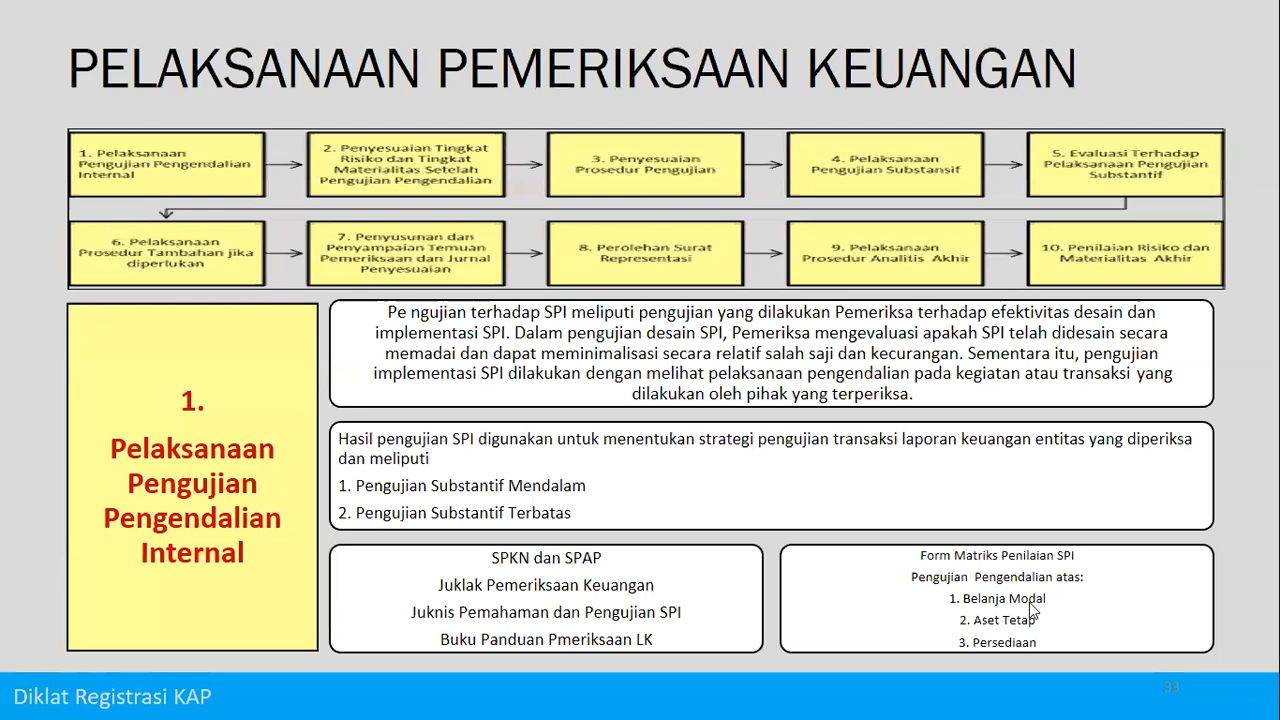 PELAKSANAAN PEMERIKSAAN KEUANGAN
1. Pelaksanaan
Pengujian Pengendalian
Internal
2. Penyesuaian Tingkat
Risiko dan Tingkat
Materialitas Setelah
Pengujian Pengendalian
3. Penyesuaian
Prosedur Pengujian
4. Pelaksanaan
Pengujian Substansif
5. Evaluasi Terhadap
Pelaksanaan Pengujian
Substantif
6. Pelaksanaan
Prosedur Tambahan jika
diperlukan
7. Penyusunan dan
Penyampaian Temuan
Pemeriksaan dan Jurnal
Penyesuaian
8. Perolehan Surat
Representasi
9. Pelaksanaan
Prosedur Analitis Akhir
10. Penilaian Risiko dan
Materialitas Akhir
1.
Pelaksanaan
Pengujian
Pengendalian
Internal
Pe ngujian terhadap SPI meliputi pengujian yang dilakukan Pemeriksa terhadap efektivitas desain dan
implementasi SPI. Dalam pengujian desain SPI, Pemeriksa mengevaluasi apakah SPI telah didesain secara
memadai dan dapat meminimalisasi secara relatif salah saji dan kecurangan. Sementara itu, pengujian
implementasi SPI dilakukan dengan melihat pelaksanaan pengendalian pada kegiatan atau transaksi yang
dilakukan oleh pihak yang terperiksa.
Hasil pengujian SPI digunakan untuk menentukan strategi pengujian transaksi laporan keuangan entitas yang diperiksa
dan meliputi
1. Pengujian Substantif Mendalam
2. Pengujian Substantif Terbatas
SPKN dan SPAP
Juklak Pemeriksaan Keuangan
Juknis Pemahaman dan Pengujian SPI
Buku Panduan Pmeriksaan LK
Form Matriks Penilaian SPI
Pengujian Pengendalian atas:
1. Belanja Modal
2. Aset Tetap
3. Persediaan
Diklat Registrasi KAP
33